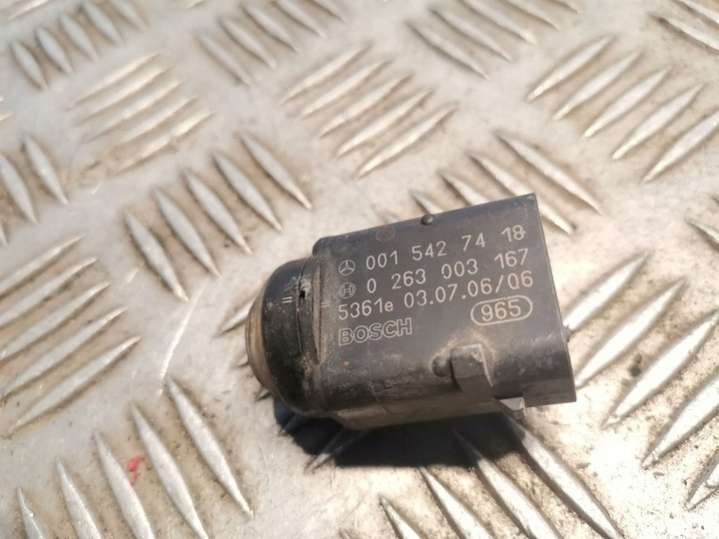 001 542 74 18
0 263 003 167
5361e 03.07.06/06
BOSCH 965